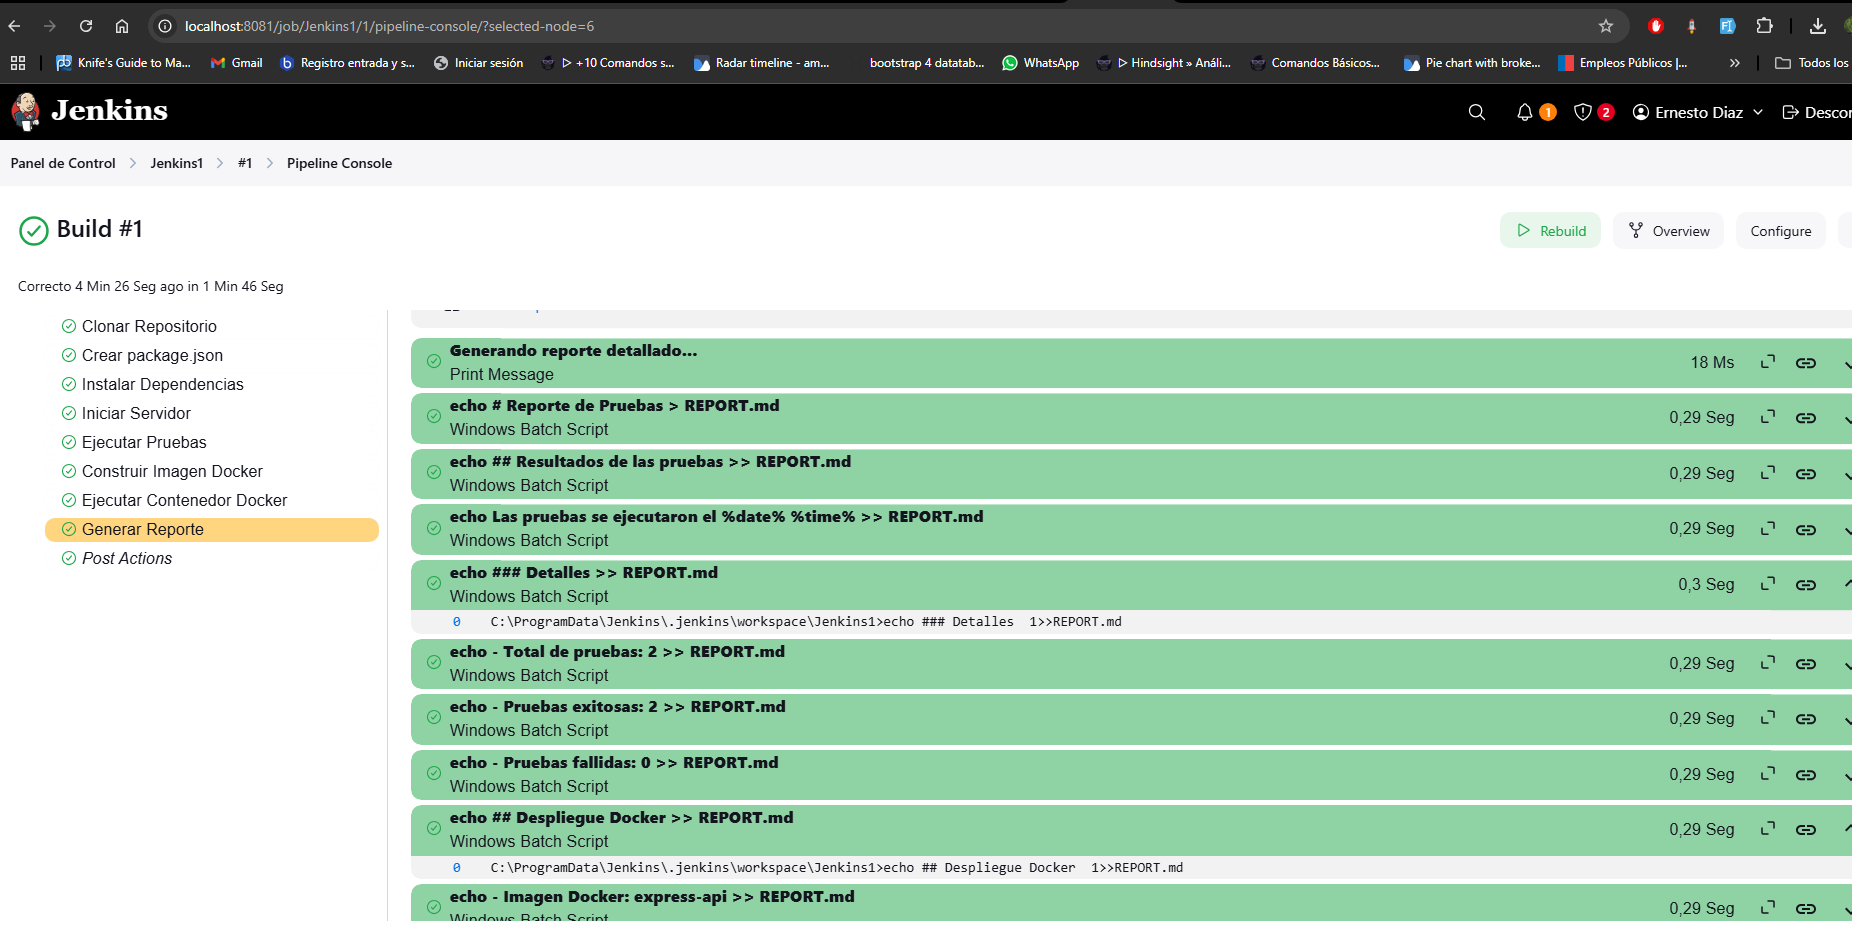 localhost:8081/job/Jenkins1/1/pipeline-console/?selected-node=6
Knife's Guide to Ma...
Gmail
Registro entrada y s...
Iniciar sesión
ᐅ +10 Comandos s...
Radar timeline - am...
bootstrap 4 datatab...
WhatsApp
ᐅ Hindsight » Análi...
Comandos Básicos...
Pie chart with broke...
Empleos Públicos |...
»
Todos los
Jenkins
1
2
Ernesto Diaz
Descor
Panel de Control > Jenkins1 > #1 > Pipeline Console
Build #1
Rebuild
Overview
Configure
Correcto 4 Min 26 Seg ago in 1 Min 46 Seg
Clonar Repositorio
Crear package.json
Instalar Dependencias
Iniciar Servidor
Ejecutar Pruebas
Construir Imagen Docker
Ejecutar Contenedor Docker
Generar Reporte
Post Actions
Generando reporte detallado...
Print Message
18 Ms
echo # Reporte de Pruebas > REPORT.md
Windows Batch Script
0,29 Seg
echo ## Resultados de las pruebas >> REPORT.md
Windows Batch Script
0,29 Seg
echo Las pruebas se ejecutaron el %date% %time% >> REPORT.md
Windows Batch Script
0,29 Seg
echo ### Detalles >> REPORT.md
Windows Batch Script
0,3 Seg
0 C:\ProgramData\Jenkins\.jenkins\workspace\Jenkins1>echo ### Detalles  1>>REPORT.md
echo - Total de pruebas: 2 >> REPORT.md
Windows Batch Script
0,29 Seg
echo - Pruebas exitosas: 2 >> REPORT.md
Windows Batch Script
0,29 Seg
echo - Pruebas fallidas: 0 >> REPORT.md
Windows Batch Script
0,29 Seg
echo ## Despliegue Docker >> REPORT.md
Windows Batch Script
0,29 Seg
0 C:\ProgramData\Jenkins\.jenkins\workspace\Jenkins1>echo ## Despliegue Docker  1>>REPORT.md
echo - Imagen Docker: express-api >> REPORT.md
Windows Batch Script
0,29 Seg